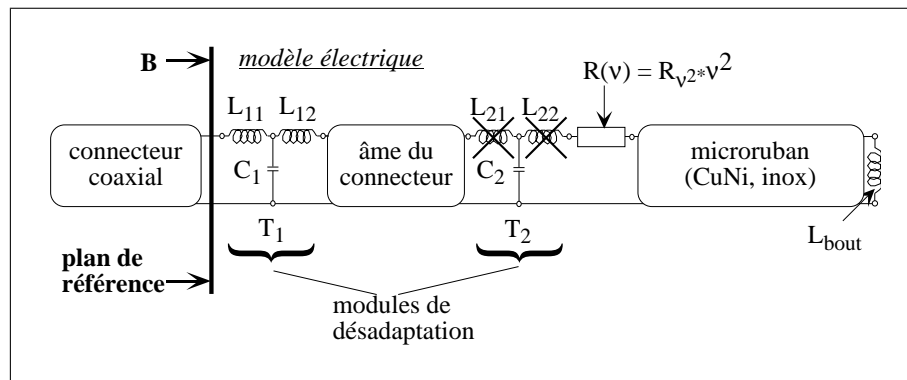 B
modèle électrique
R(ν) = Rν2*ν2
L11
L12
L21
L22
connecteur
coaxial
C1
âme du
connecteur
C2
microruban
(CuNi, inox)
Lbout
T1
T2
plan de
référence
modules de
désadaptation